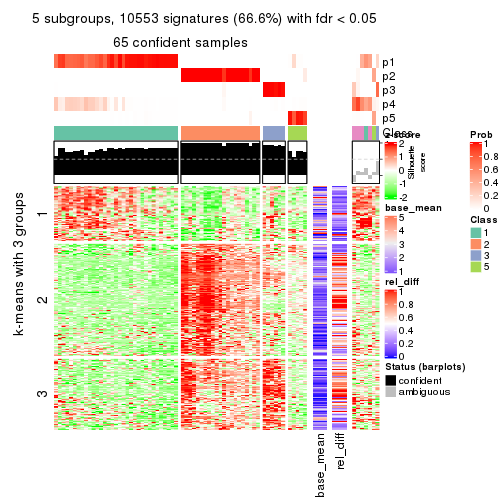 5 subgroups, 10553 signatures (66.6%) with fdr < 0.05
65 confident samples
p1
p2
p3
p4
p5
Class
Silhouette
score
k-means with 3 groups
1
2
3
base_mean
rel_diff
z-score
2
1
0
-1
-2
base_mean
5
4
3
2
1
rel_diff
1
0.8
0.6
0.4
0.2
0
Status (barplots)
confident
ambiguous
Prob
1
0.8
0.6
0.4
0.2
0
Class
1
2
3
5